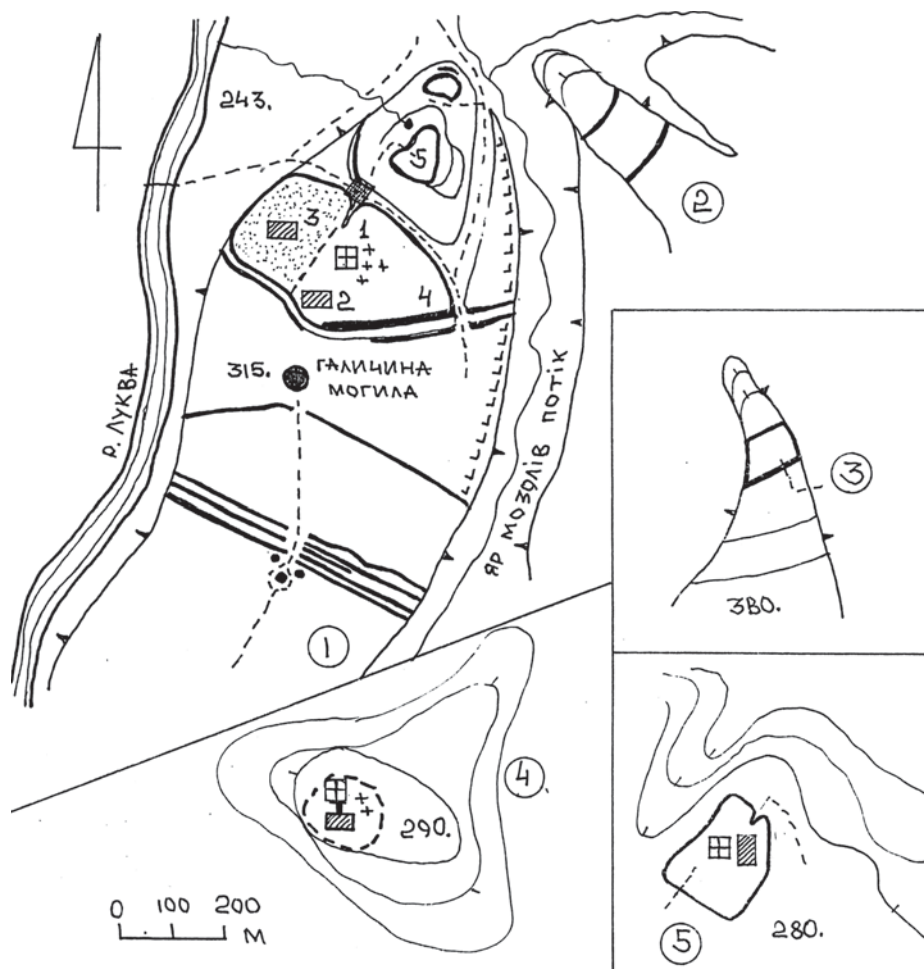 243.
5
2
3
1
2
4
315.
ГАЛИЧИНА
МОГИЛА
р. ЛУКВА
ЯР МОЗОЛІВ ПОТІК
3
380.
1
4
290.
0 100 200
М
5
280.